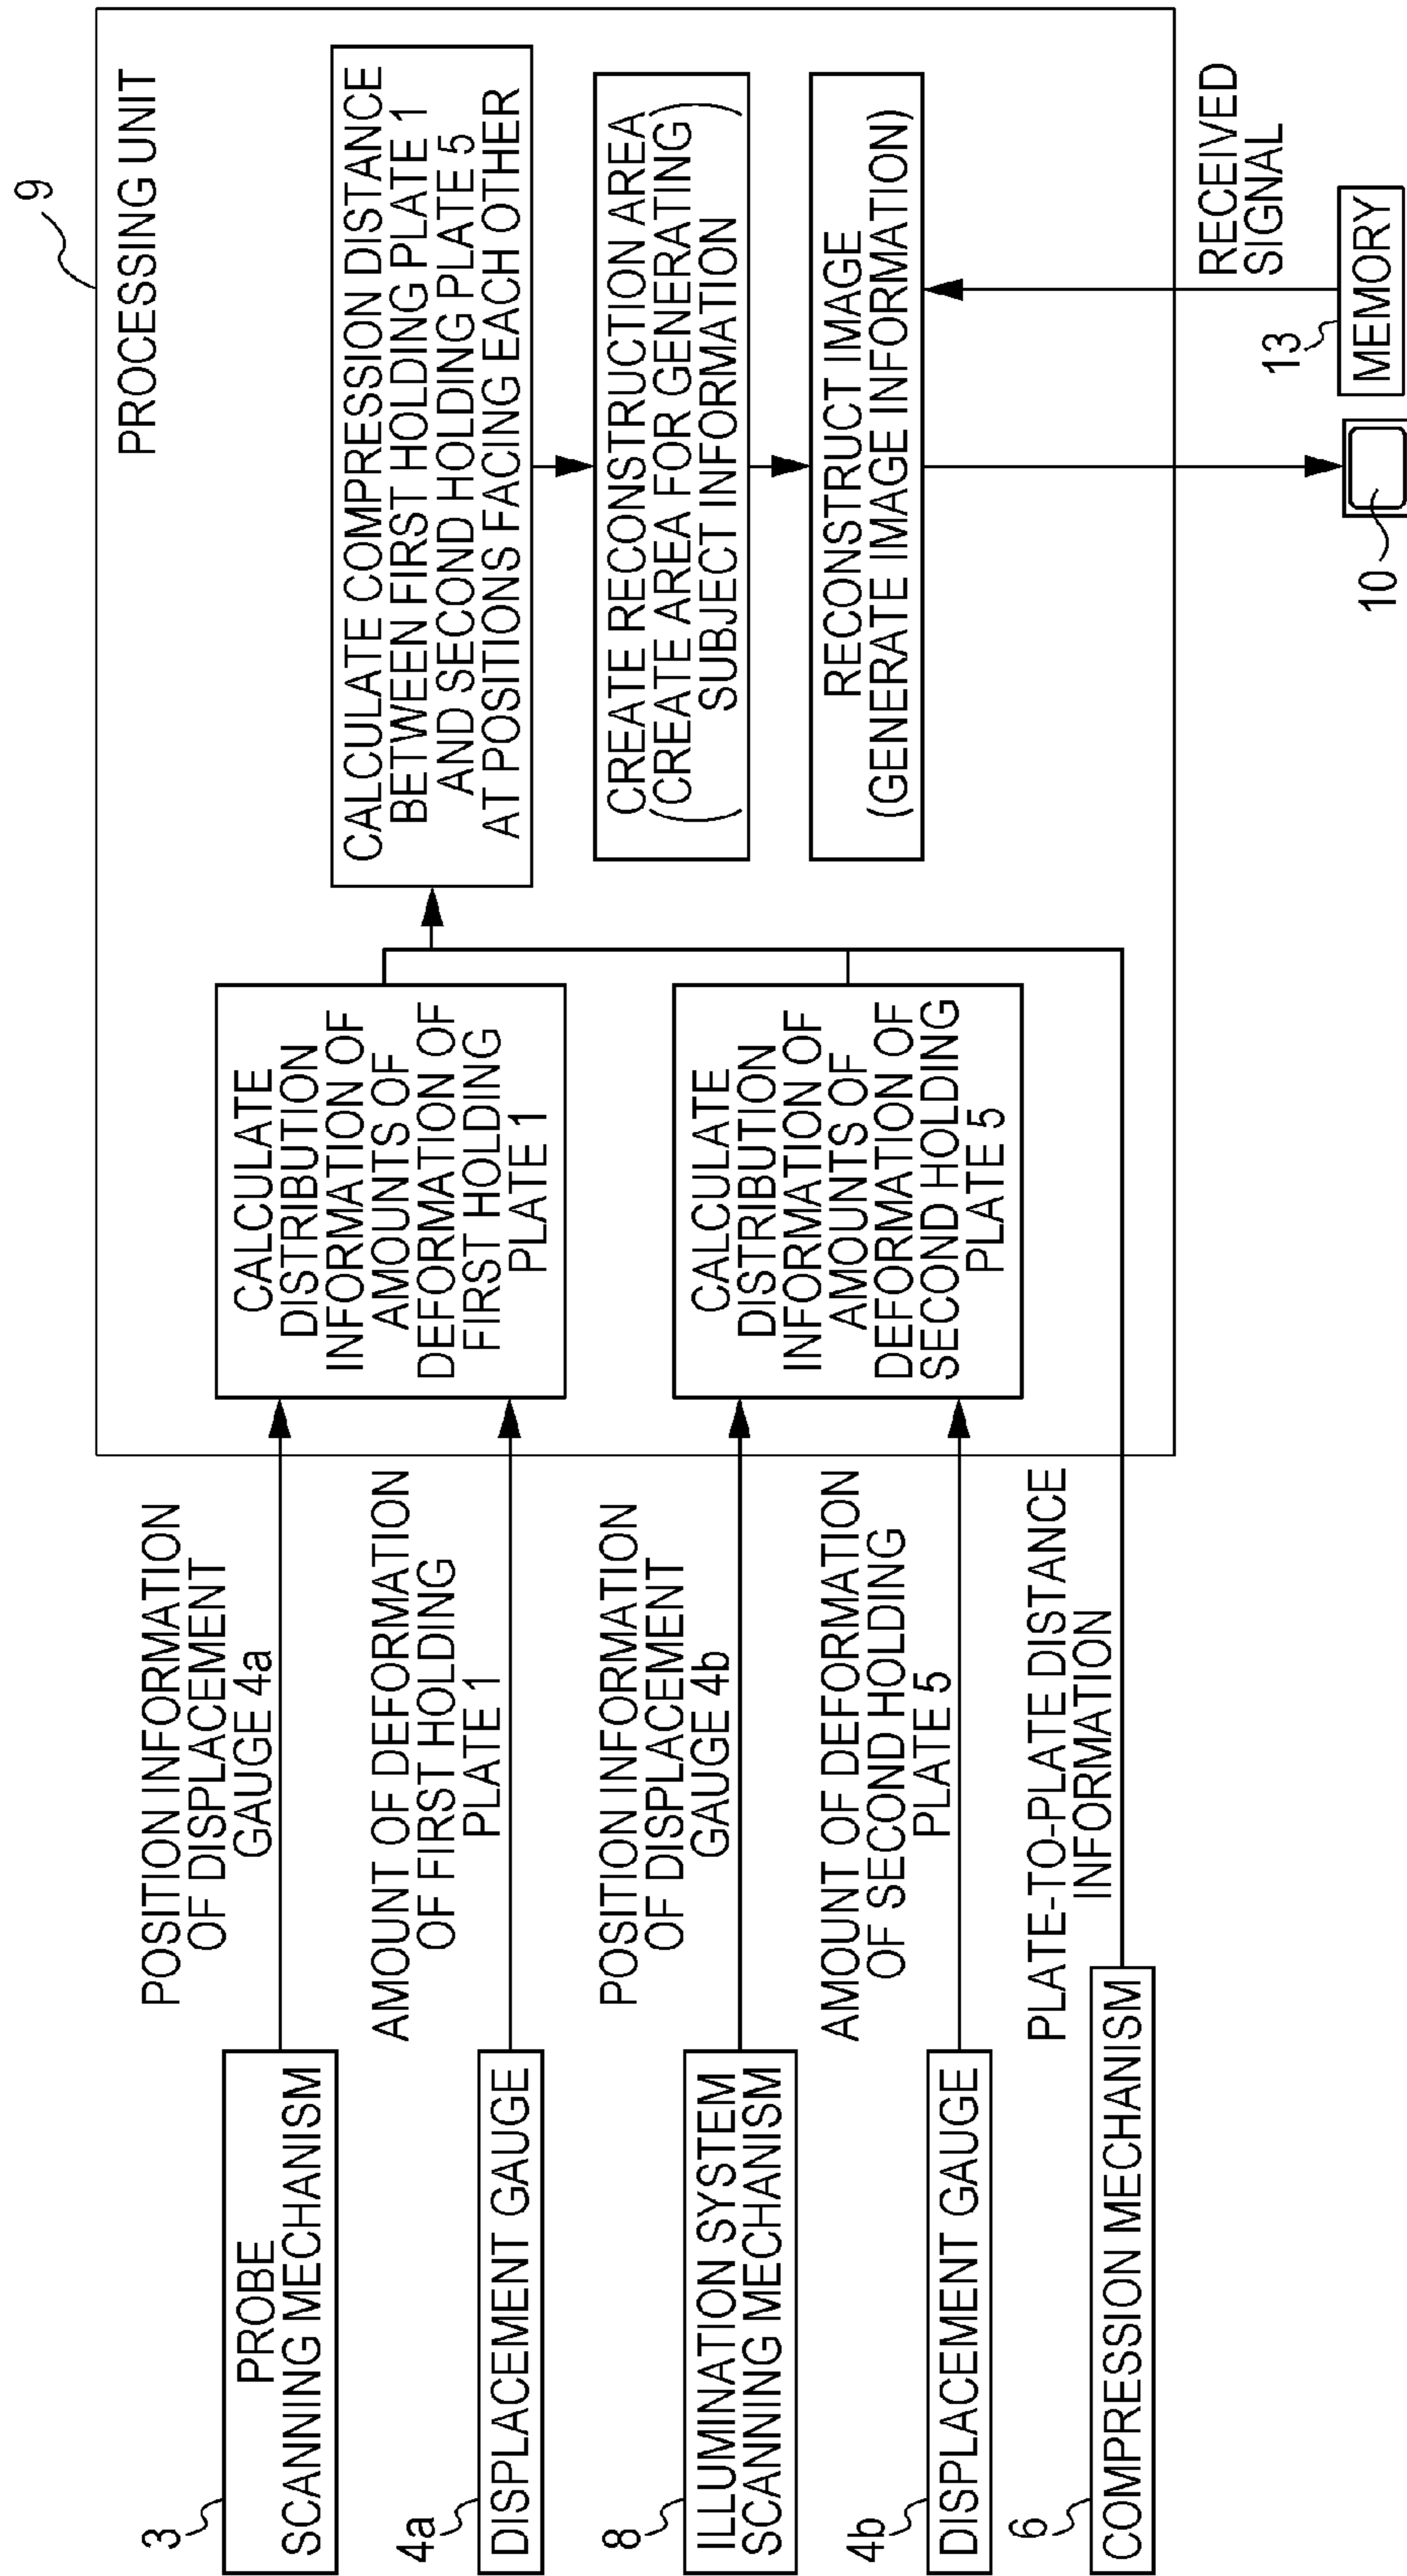 9
PROCESSING UNIT
3
PROBE
SCANNING MECHANISM
POSITION INFORMATION
OF DISPLACEMENT
GAUGE 4a
4a
DISPLACEMENT GAUGE
AMOUNT OF DEFORMATION
OF FIRST HOLDING
PLATE 1
CALCULATE
DISTRIBUTION
INFORMATION OF
AMOUNTS OF
DEFORMATION OF
FIRST HOLDING
PLATE 1
8
ILLUMINATION SYSTEM
SCANNING MECHANISM
POSITION INFORMATION
OF DISPLACEMENT
GAUGE 4b
4b
DISPLACEMENT GAUGE
AMOUNT OF DEFORMATION
OF SECOND HOLDING
PLATE 5
CALCULATE
DISTRIBUTION
INFORMATION OF
AMOUNTS OF
DEFORMATION OF
SECOND HOLDING
PLATE 5
6
COMPRESSION MECHANISM
PLATE-TO-PLATE DISTANCE
INFORMATION
CALCULATE COMPRESSION DISTANCE
BETWEEN FIRST HOLDING PLATE 1
AND SECOND HOLDING PLATE 5
AT POSITIONS FACING EACH OTHER
CREATE RECONSTRUCTION AREA
(CREATE AREA FOR GENERATING
SUBJECT INFORMATION)
RECONSTRUCT IMAGE
(GENERATE IMAGE INFORMATION)
RECEIVED
SIGNAL
10
13
MEMORY